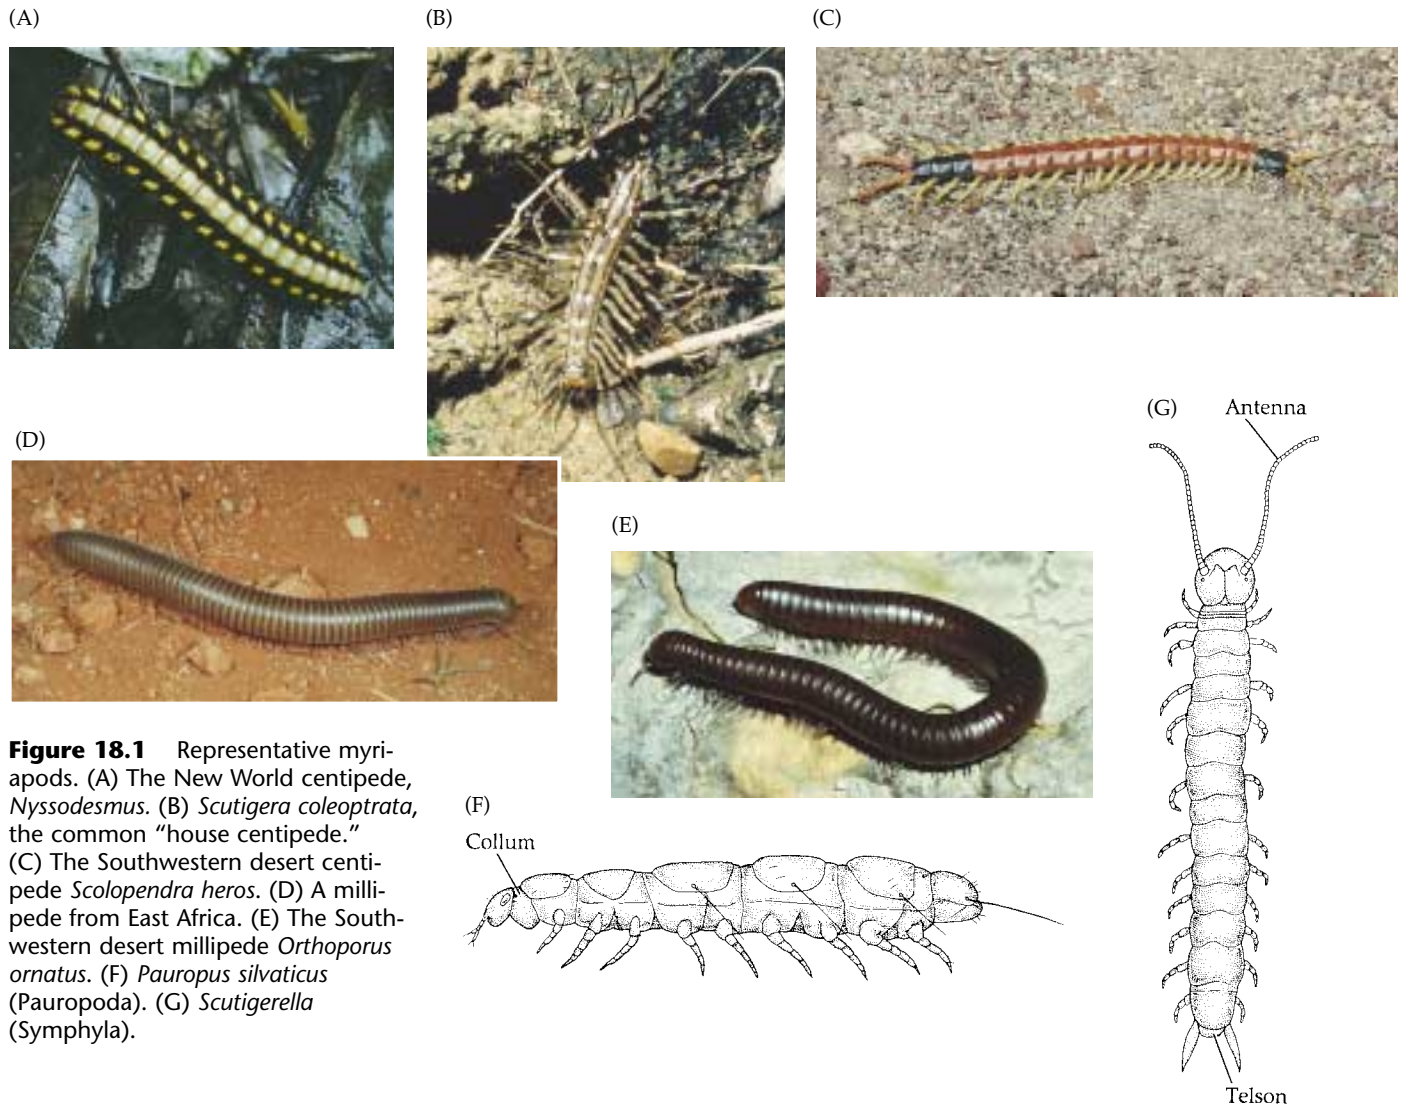 (A)
(B)
(C)
(D)
(E)
(G)
Antenna
Figure 18.1 Representative myri-
apods. (A) The New World centipede,
Nyssodesmus. (B) Scutigera coleoptrata,
the common “house centipede.”
(C) The Southwestern desert centi-
pede Scolopendra heros. (D) A milli-
pede from East Africa. (E) The South-
western desert millipede Orthoporus
ornatus. (F) Pauropus silvaticus
(Pauropoda). (G) Scutigerella
(Symphyla).
(F)
Collum
Telson